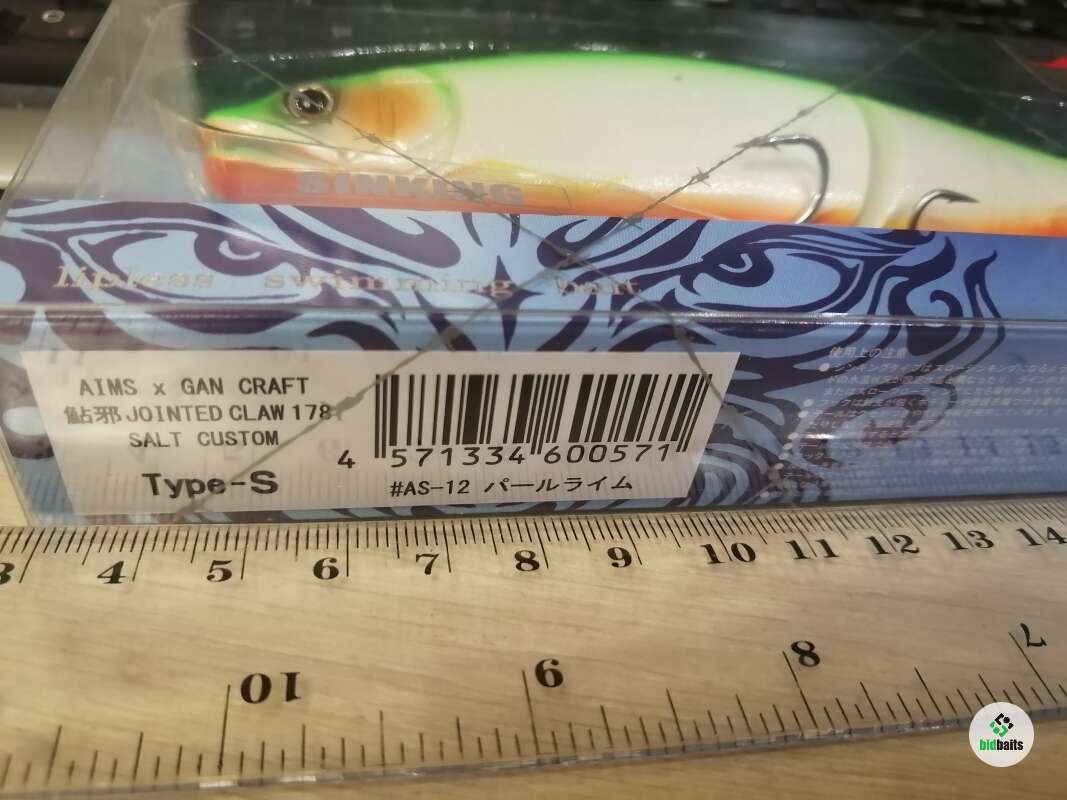 SINKING
lipless swimming bait
AIMS x GAN CRAFT
鮎邪 JOINTED CLAW 178
SALT CUSTOM
Type-S
4 571334 600571
#AS-12 パールライム
使用上の注意
3 4 5 6 7 8 9 10 11 12 13 14
10 9 8 7
bidbaits